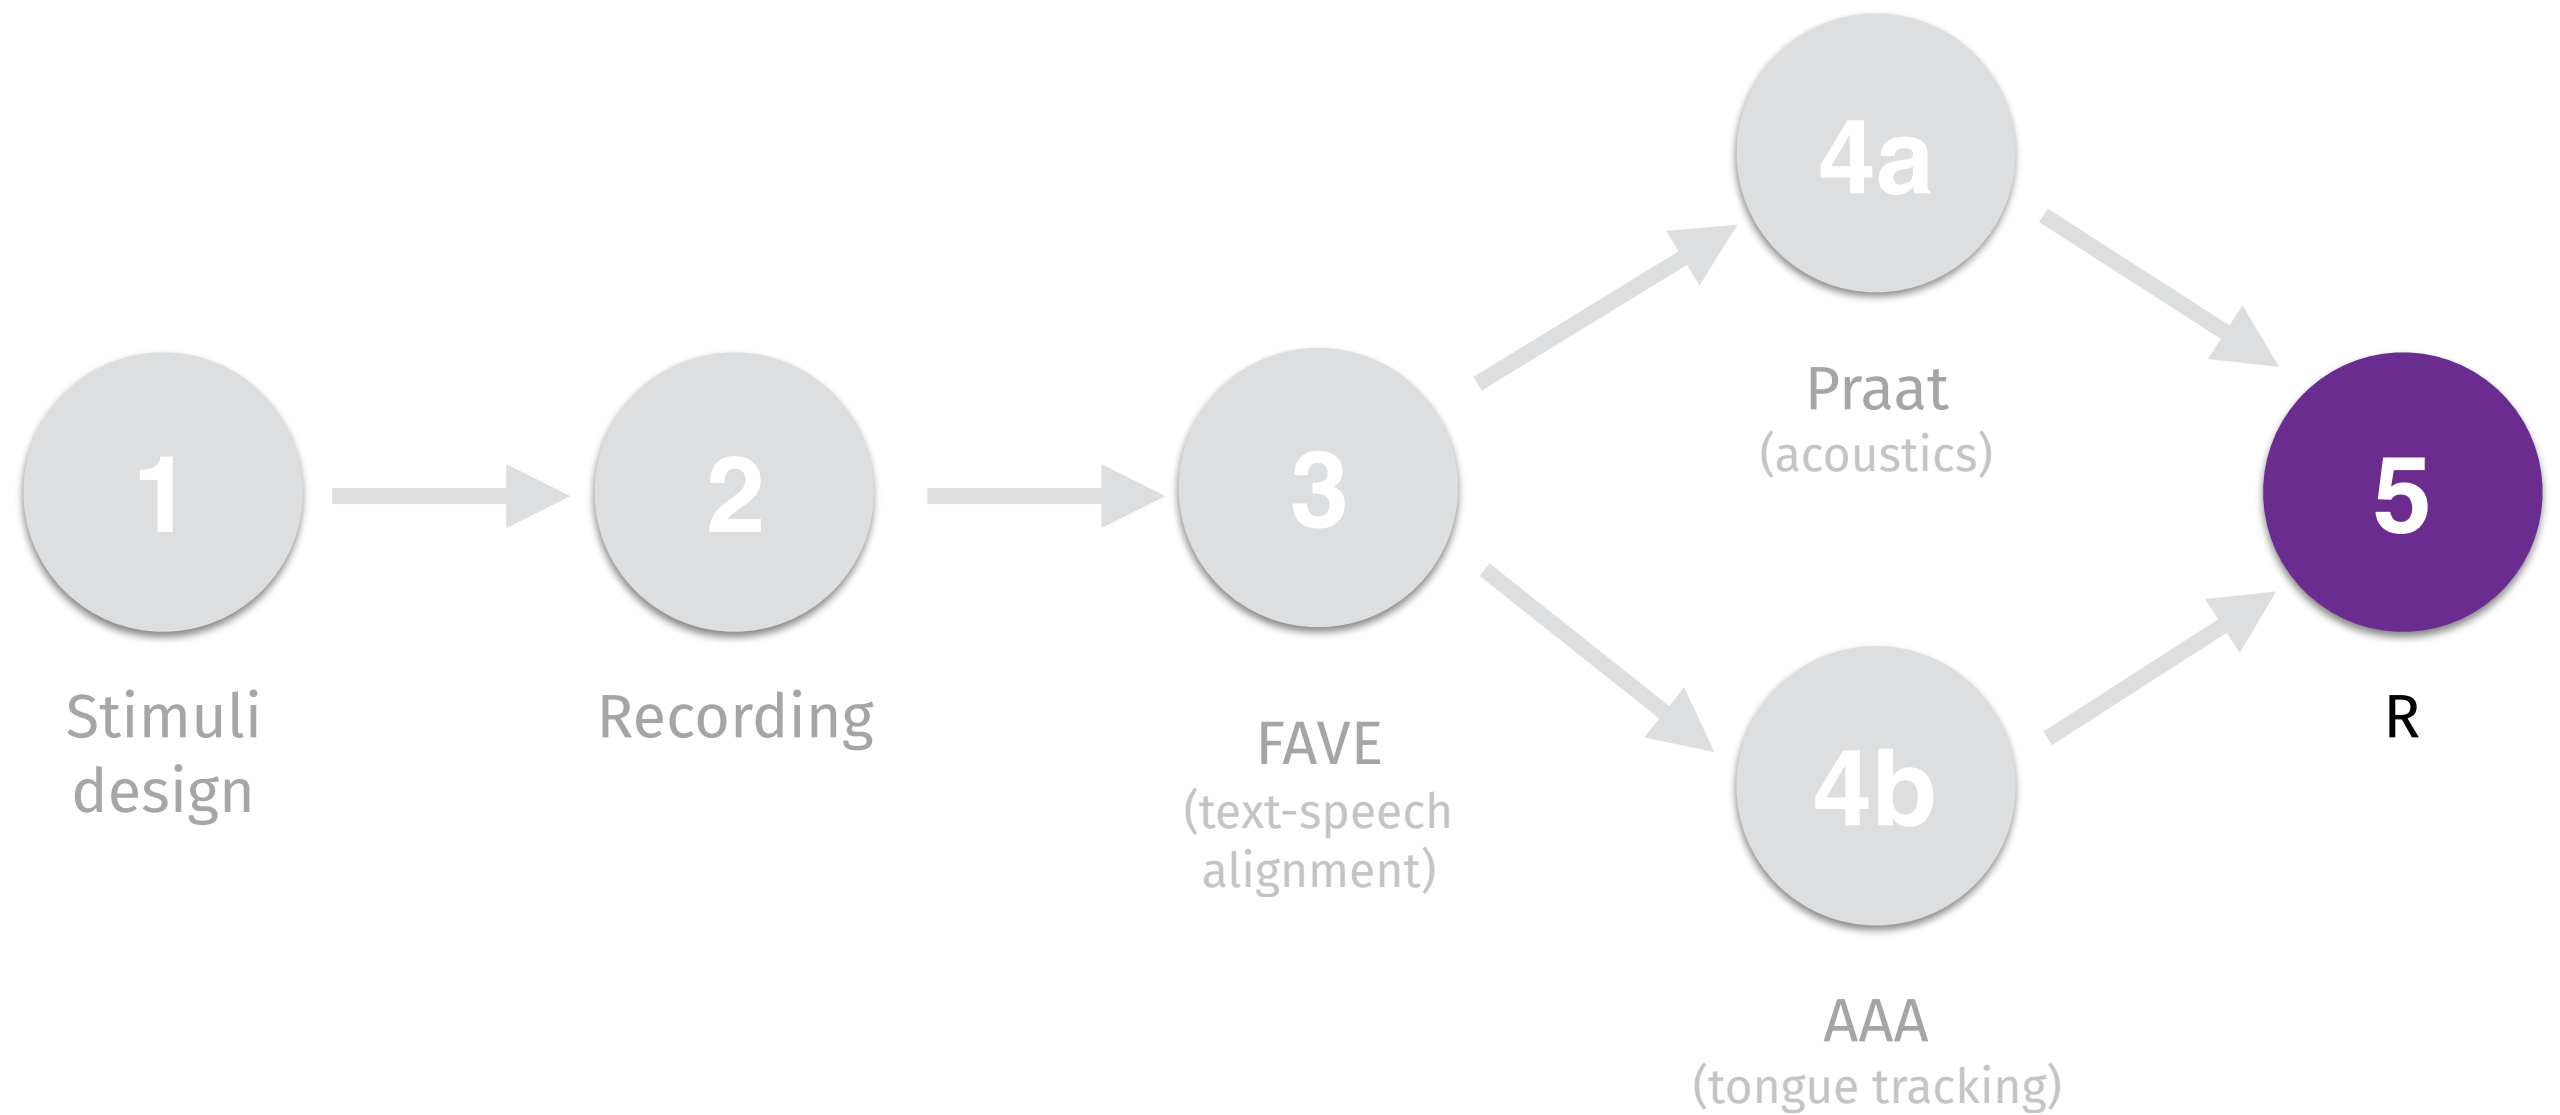 1
Stimuli
design
2
Recording
3
FAVE
(text-speech
alignment)
4a
Praat
(acoustics)
4b
AAA
(tongue tracking)
5
R